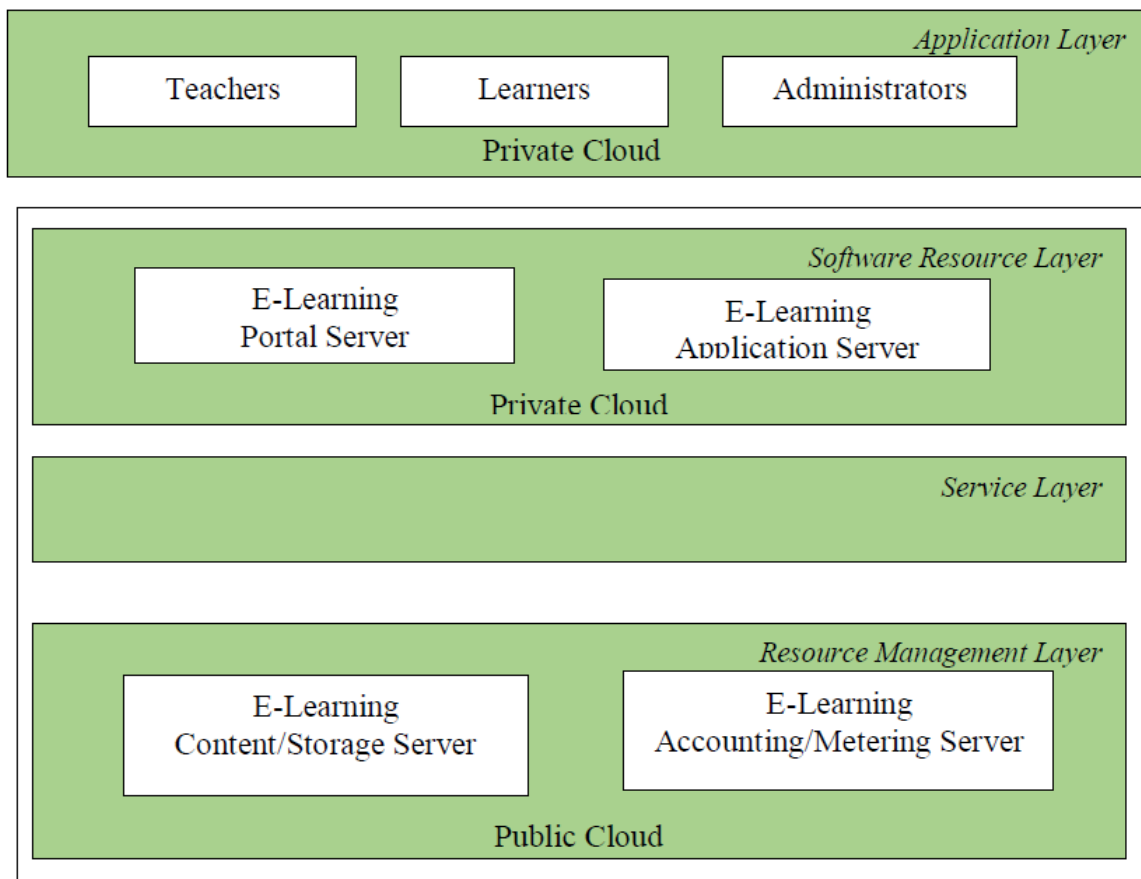 Application Layer
Teachers
Learners
Administrators
Private Cloud
Software Resource Layer
E-Learning
Portal Server
E-Learning
Application Server
Private Cloud
Service Layer
Resource Management Layer
E-Learning
Content/Storage Server
E-Learning
Accounting/Metering Server
Public Cloud